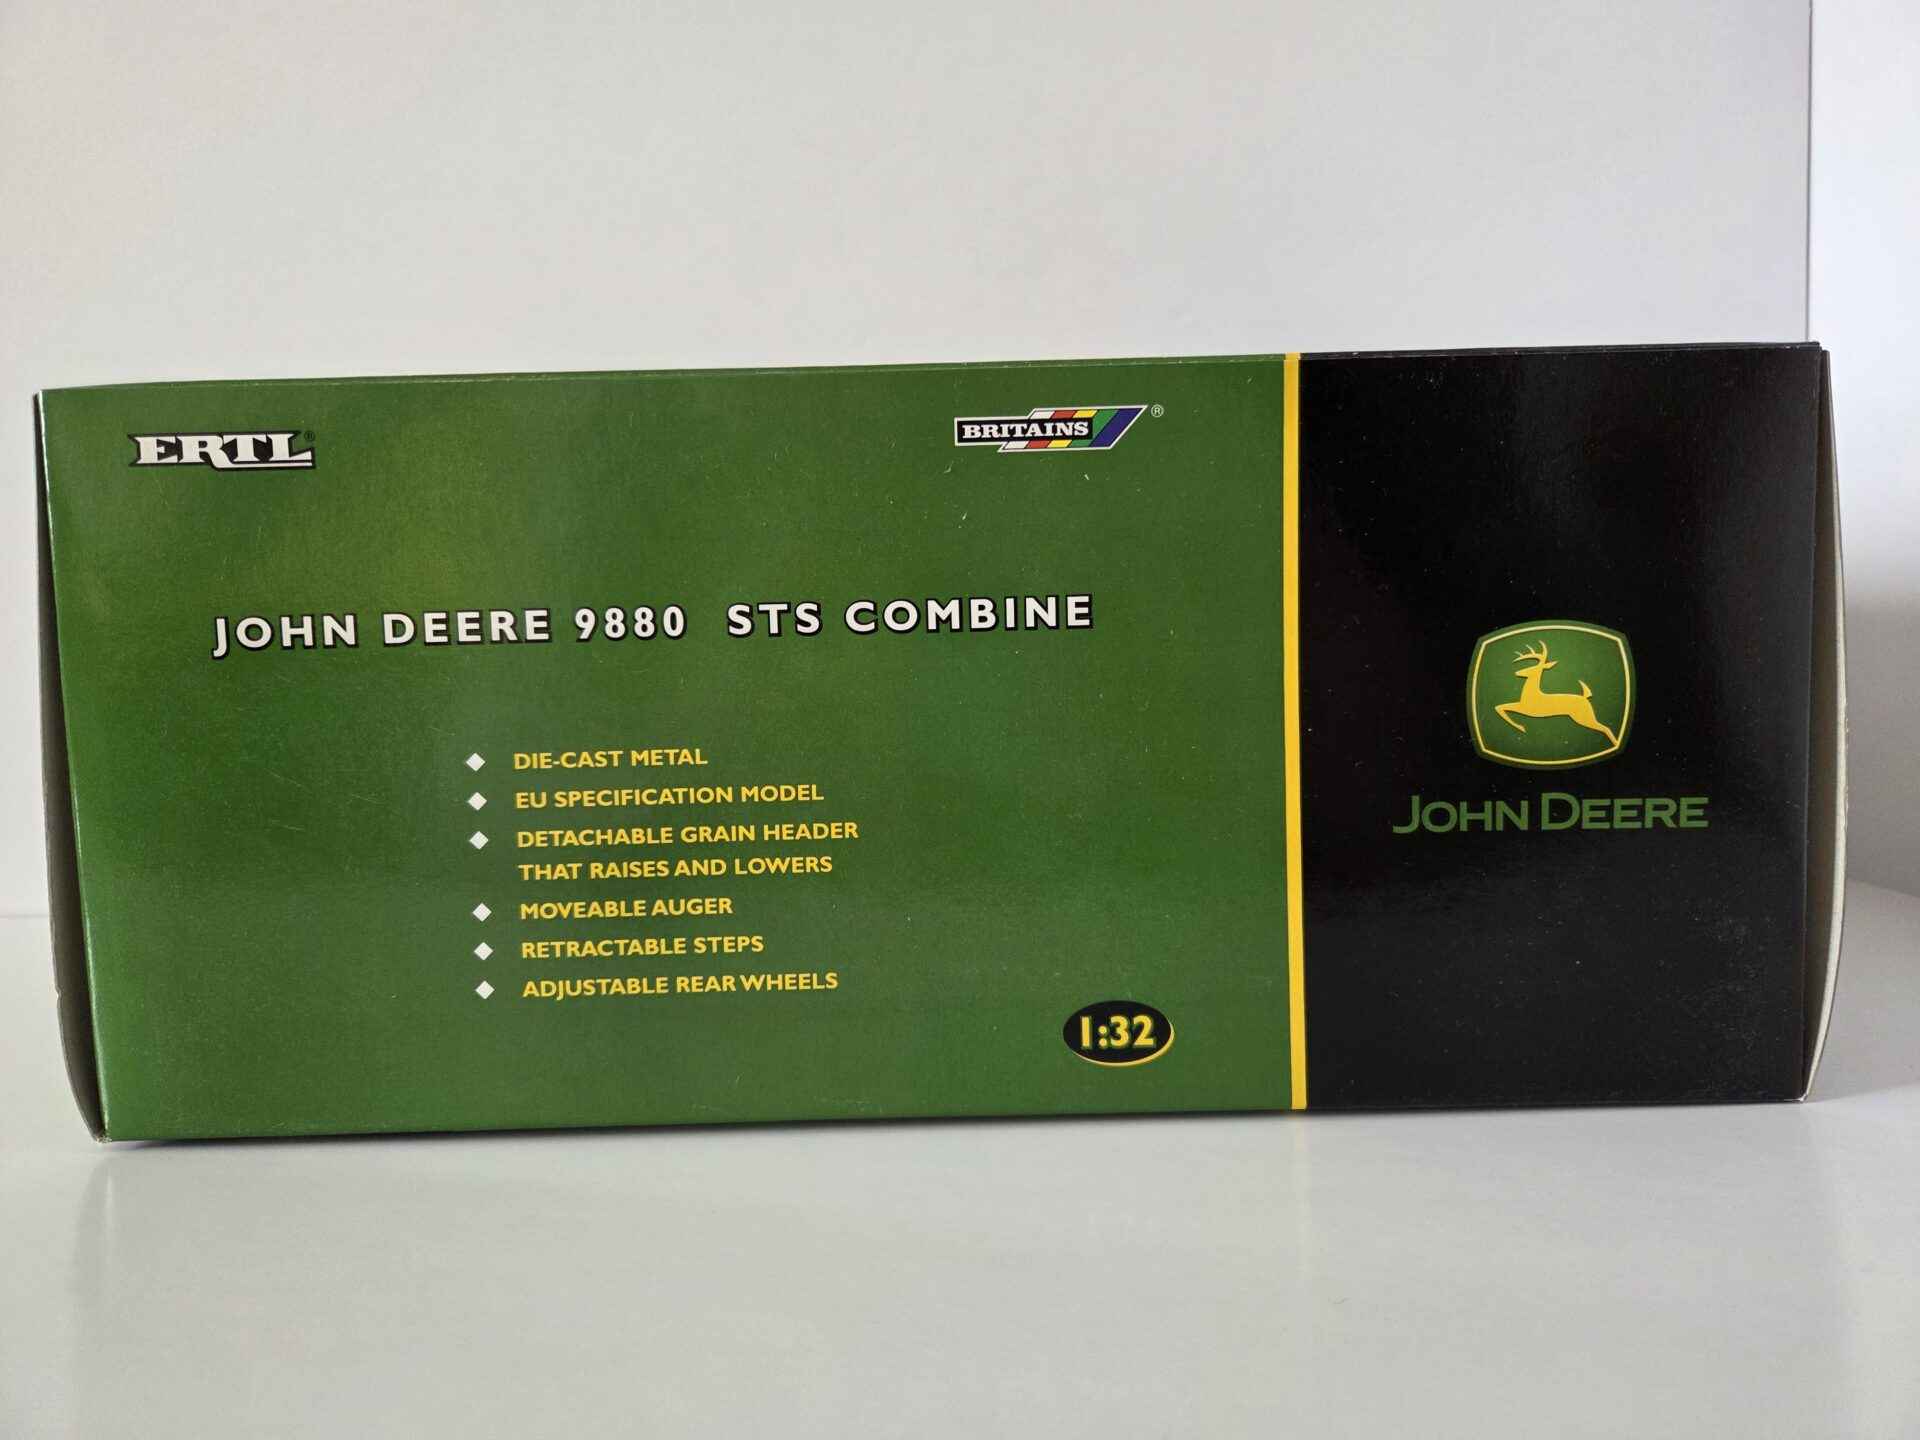 ERTL®
BRITAINS®
JOHN DEERE 9880 STS COMBINE
DIE-CAST METAL
EU SPECIFICATION MODEL
DETACHABLE GRAIN HEADER
THAT RAISES AND LOWERS
MOVEABLE AUGER
RETRACTABLE STEPS
ADJUSTABLE REAR WHEELS
1:32
JOHN DEERE